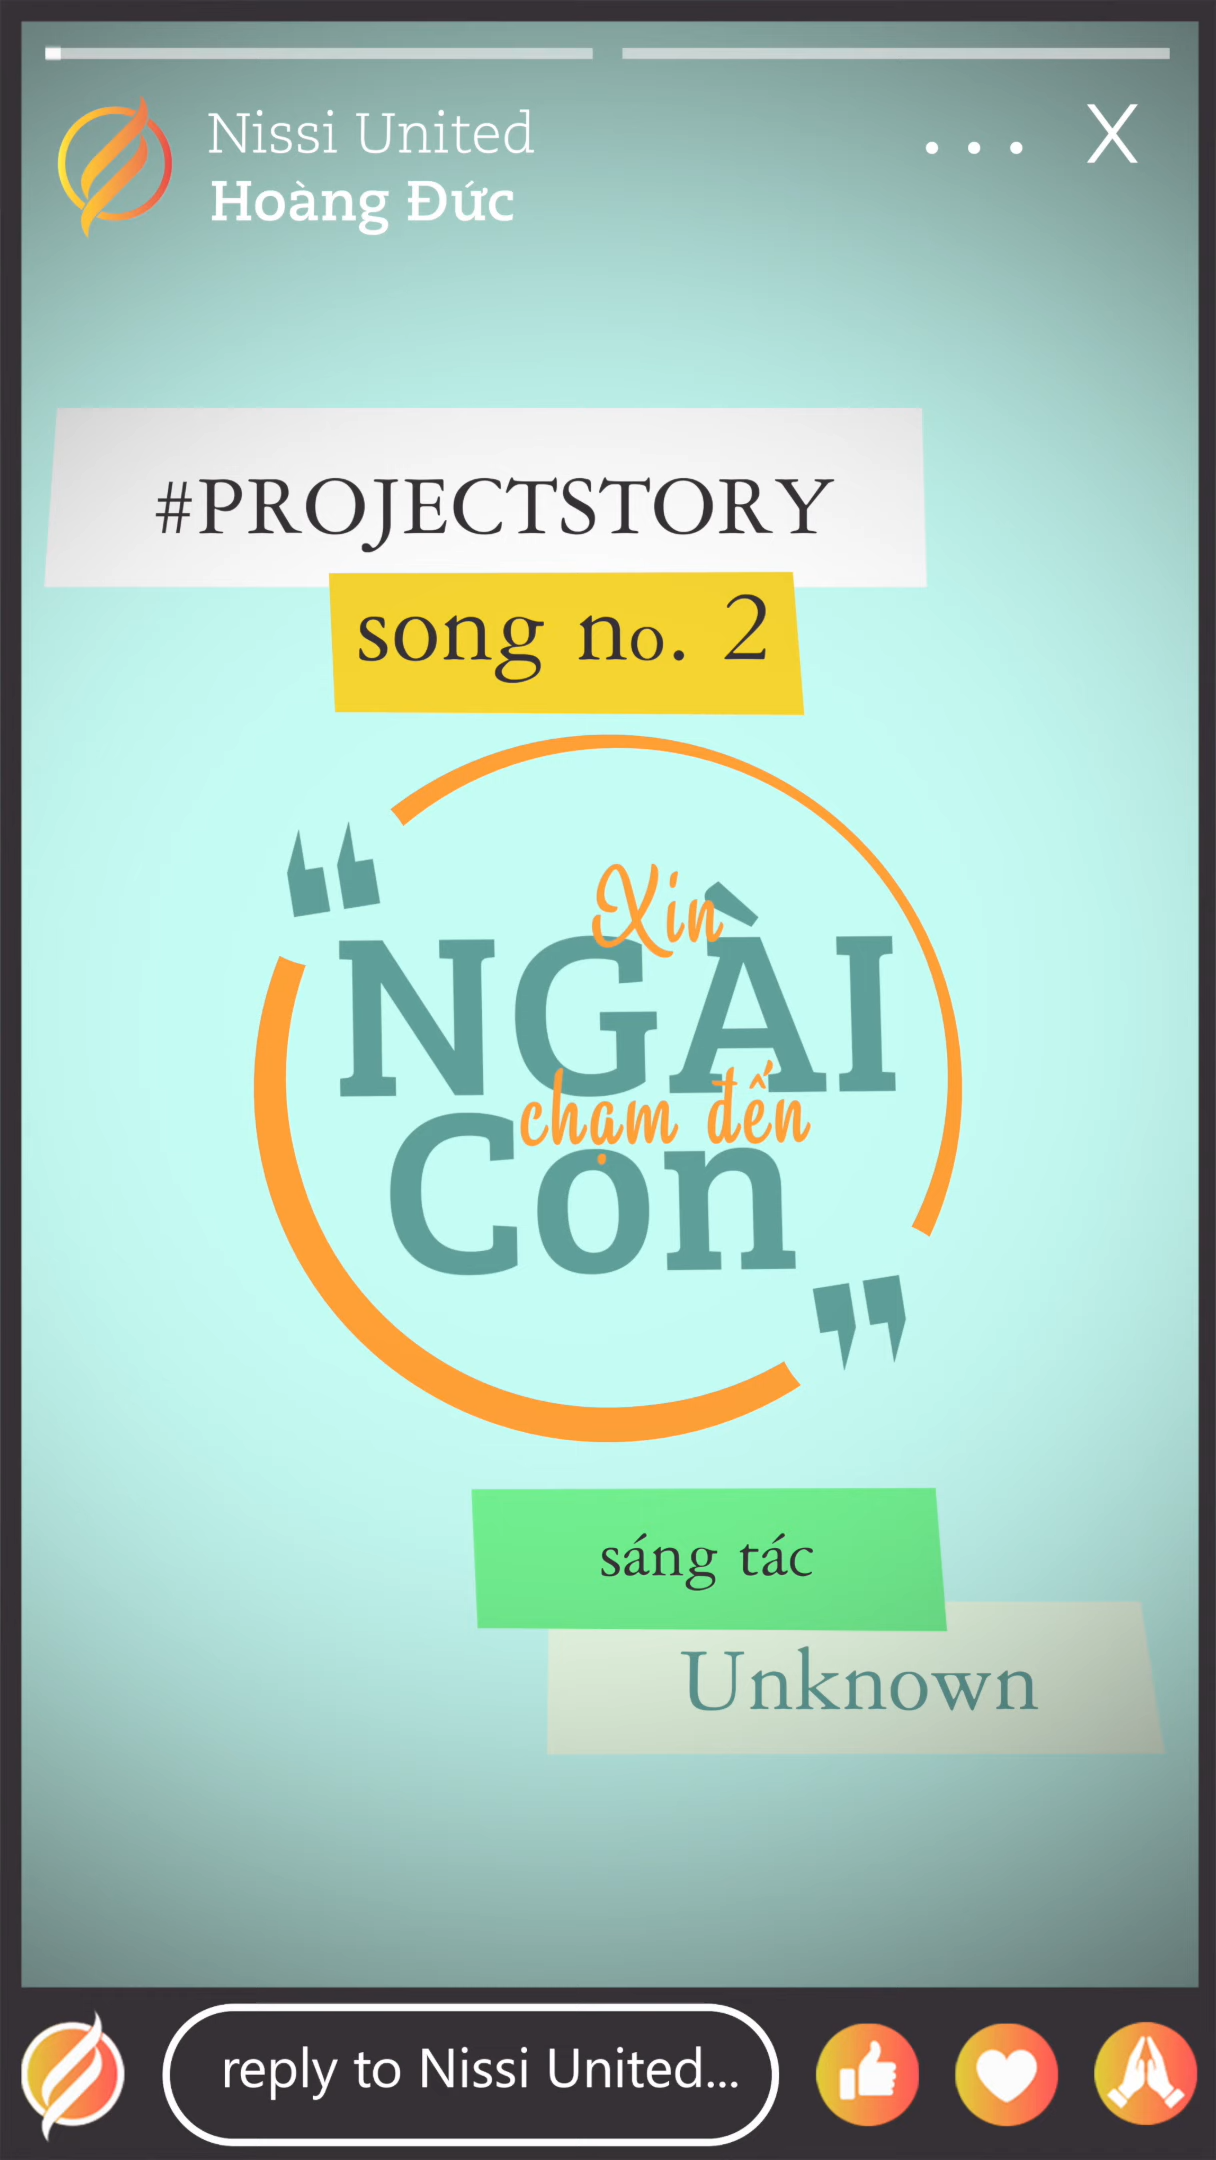 Nissi United
Hoàng Đức
... X
#PROJECTSTORY
song no. 2
“
Xin
NGÀI
chạm đến
Con
”
sáng tác
Unknown
reply to Nissi United...